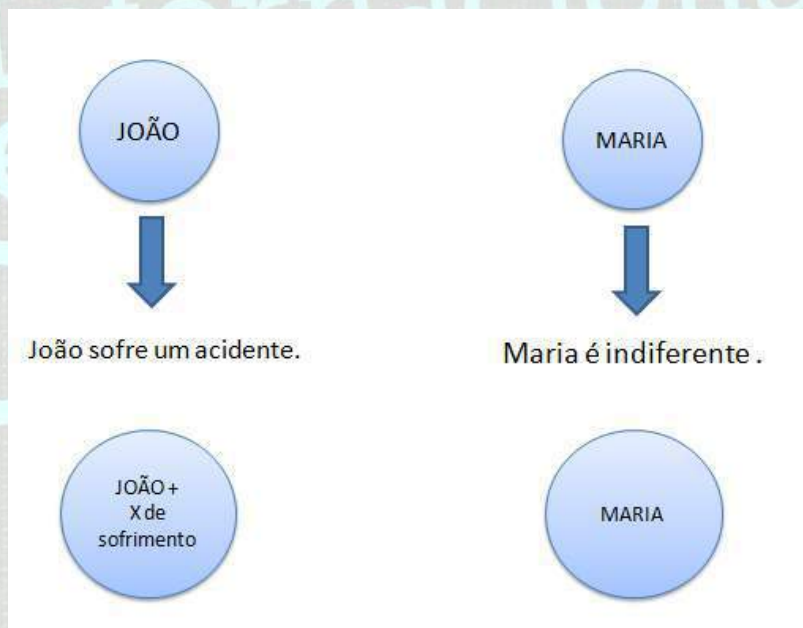 JOÃO
MARIA
João sofre um acidente.
Maria é indiferente .
JOÃO +
X de
sofrimento
MARIA